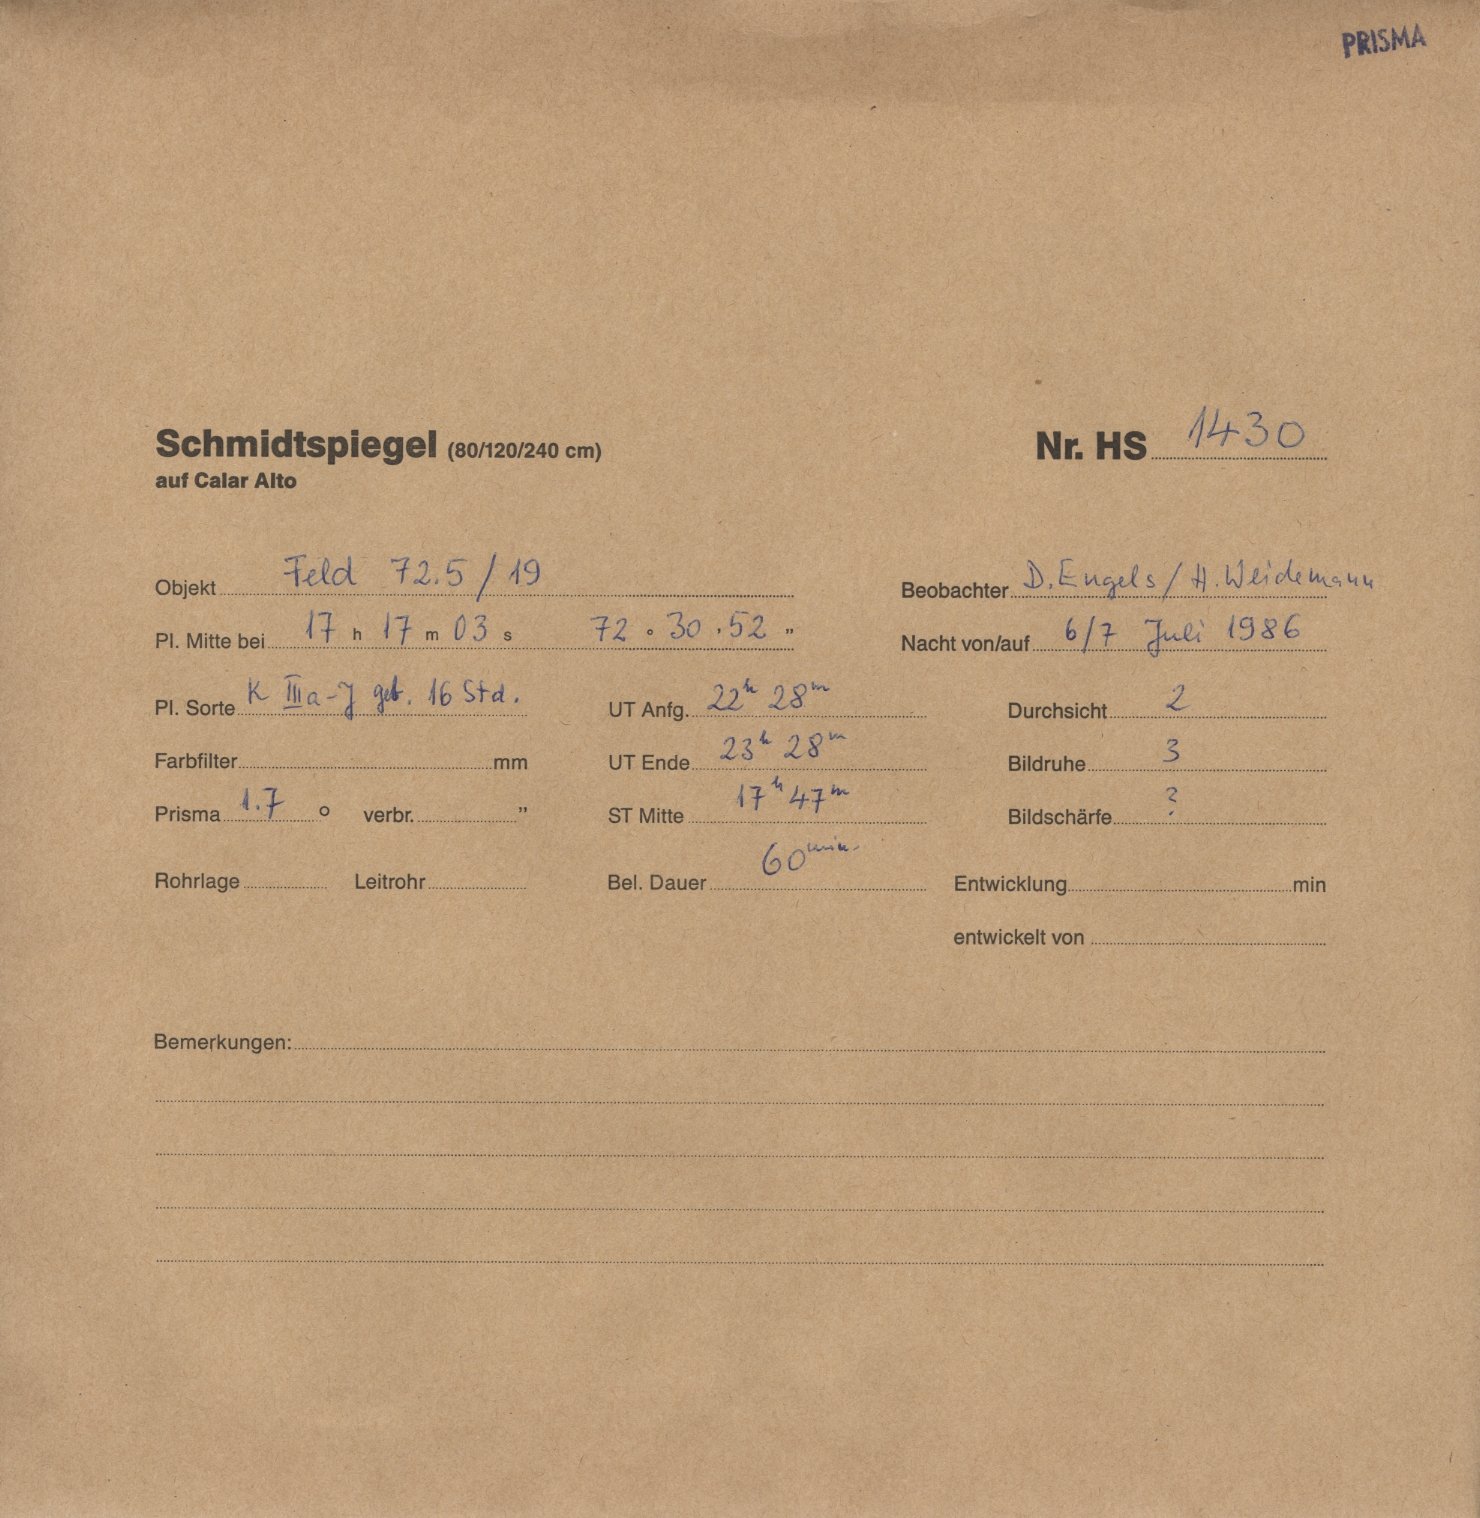 PRISMA
Schmidtspiegel (80/120/240 cm) Nr. HS 1430
auf Calar Alto
Objekt Feld 72.5/19 Beobachter D. Engels/H. Weidemann
Pl. Mitte bei 17 h 17 m 03 s 72 ° 30 ' 52 " Nacht von/auf 6/7 Juli 1986
Pl. Sorte K IIIa-J geb. 16 Std. UT Anfg. 22h 28m Durchsicht 2
Farbfilter mm UT Ende 23h 28m Bildruhe 3
Prisma 1.7 ° verbr. " ST Mitte 17h 47m Bildschärfe ?
Rohrlage Leitrohr Bel. Dauer 60min. Entwicklung min
entwickelt von
Bemerkungen: